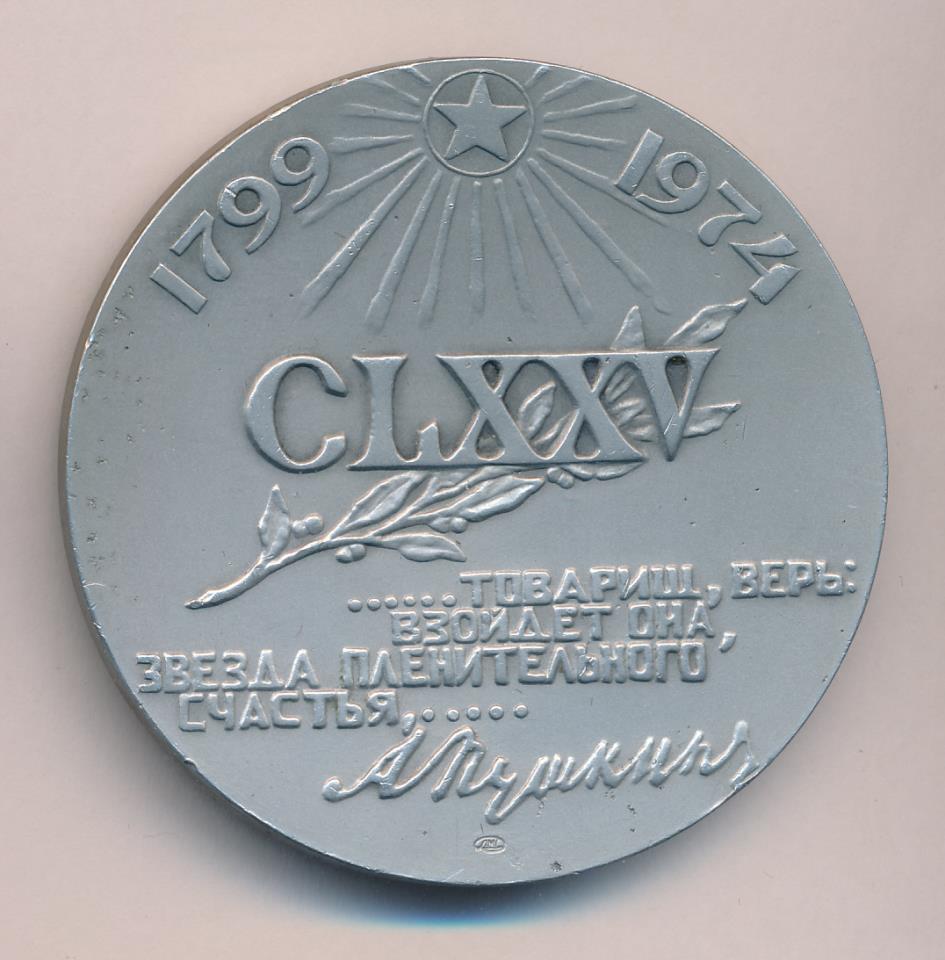 1799 1974
CLXXV
......ТОВАРИЩ, ВЕРЬ:
ВЗОЙДЕТ ОНА,
ЗВЕЗДА ПЛЕНИТЕЛЬНОГО
СЧАСТЬЯ,......
А Пушкинъ